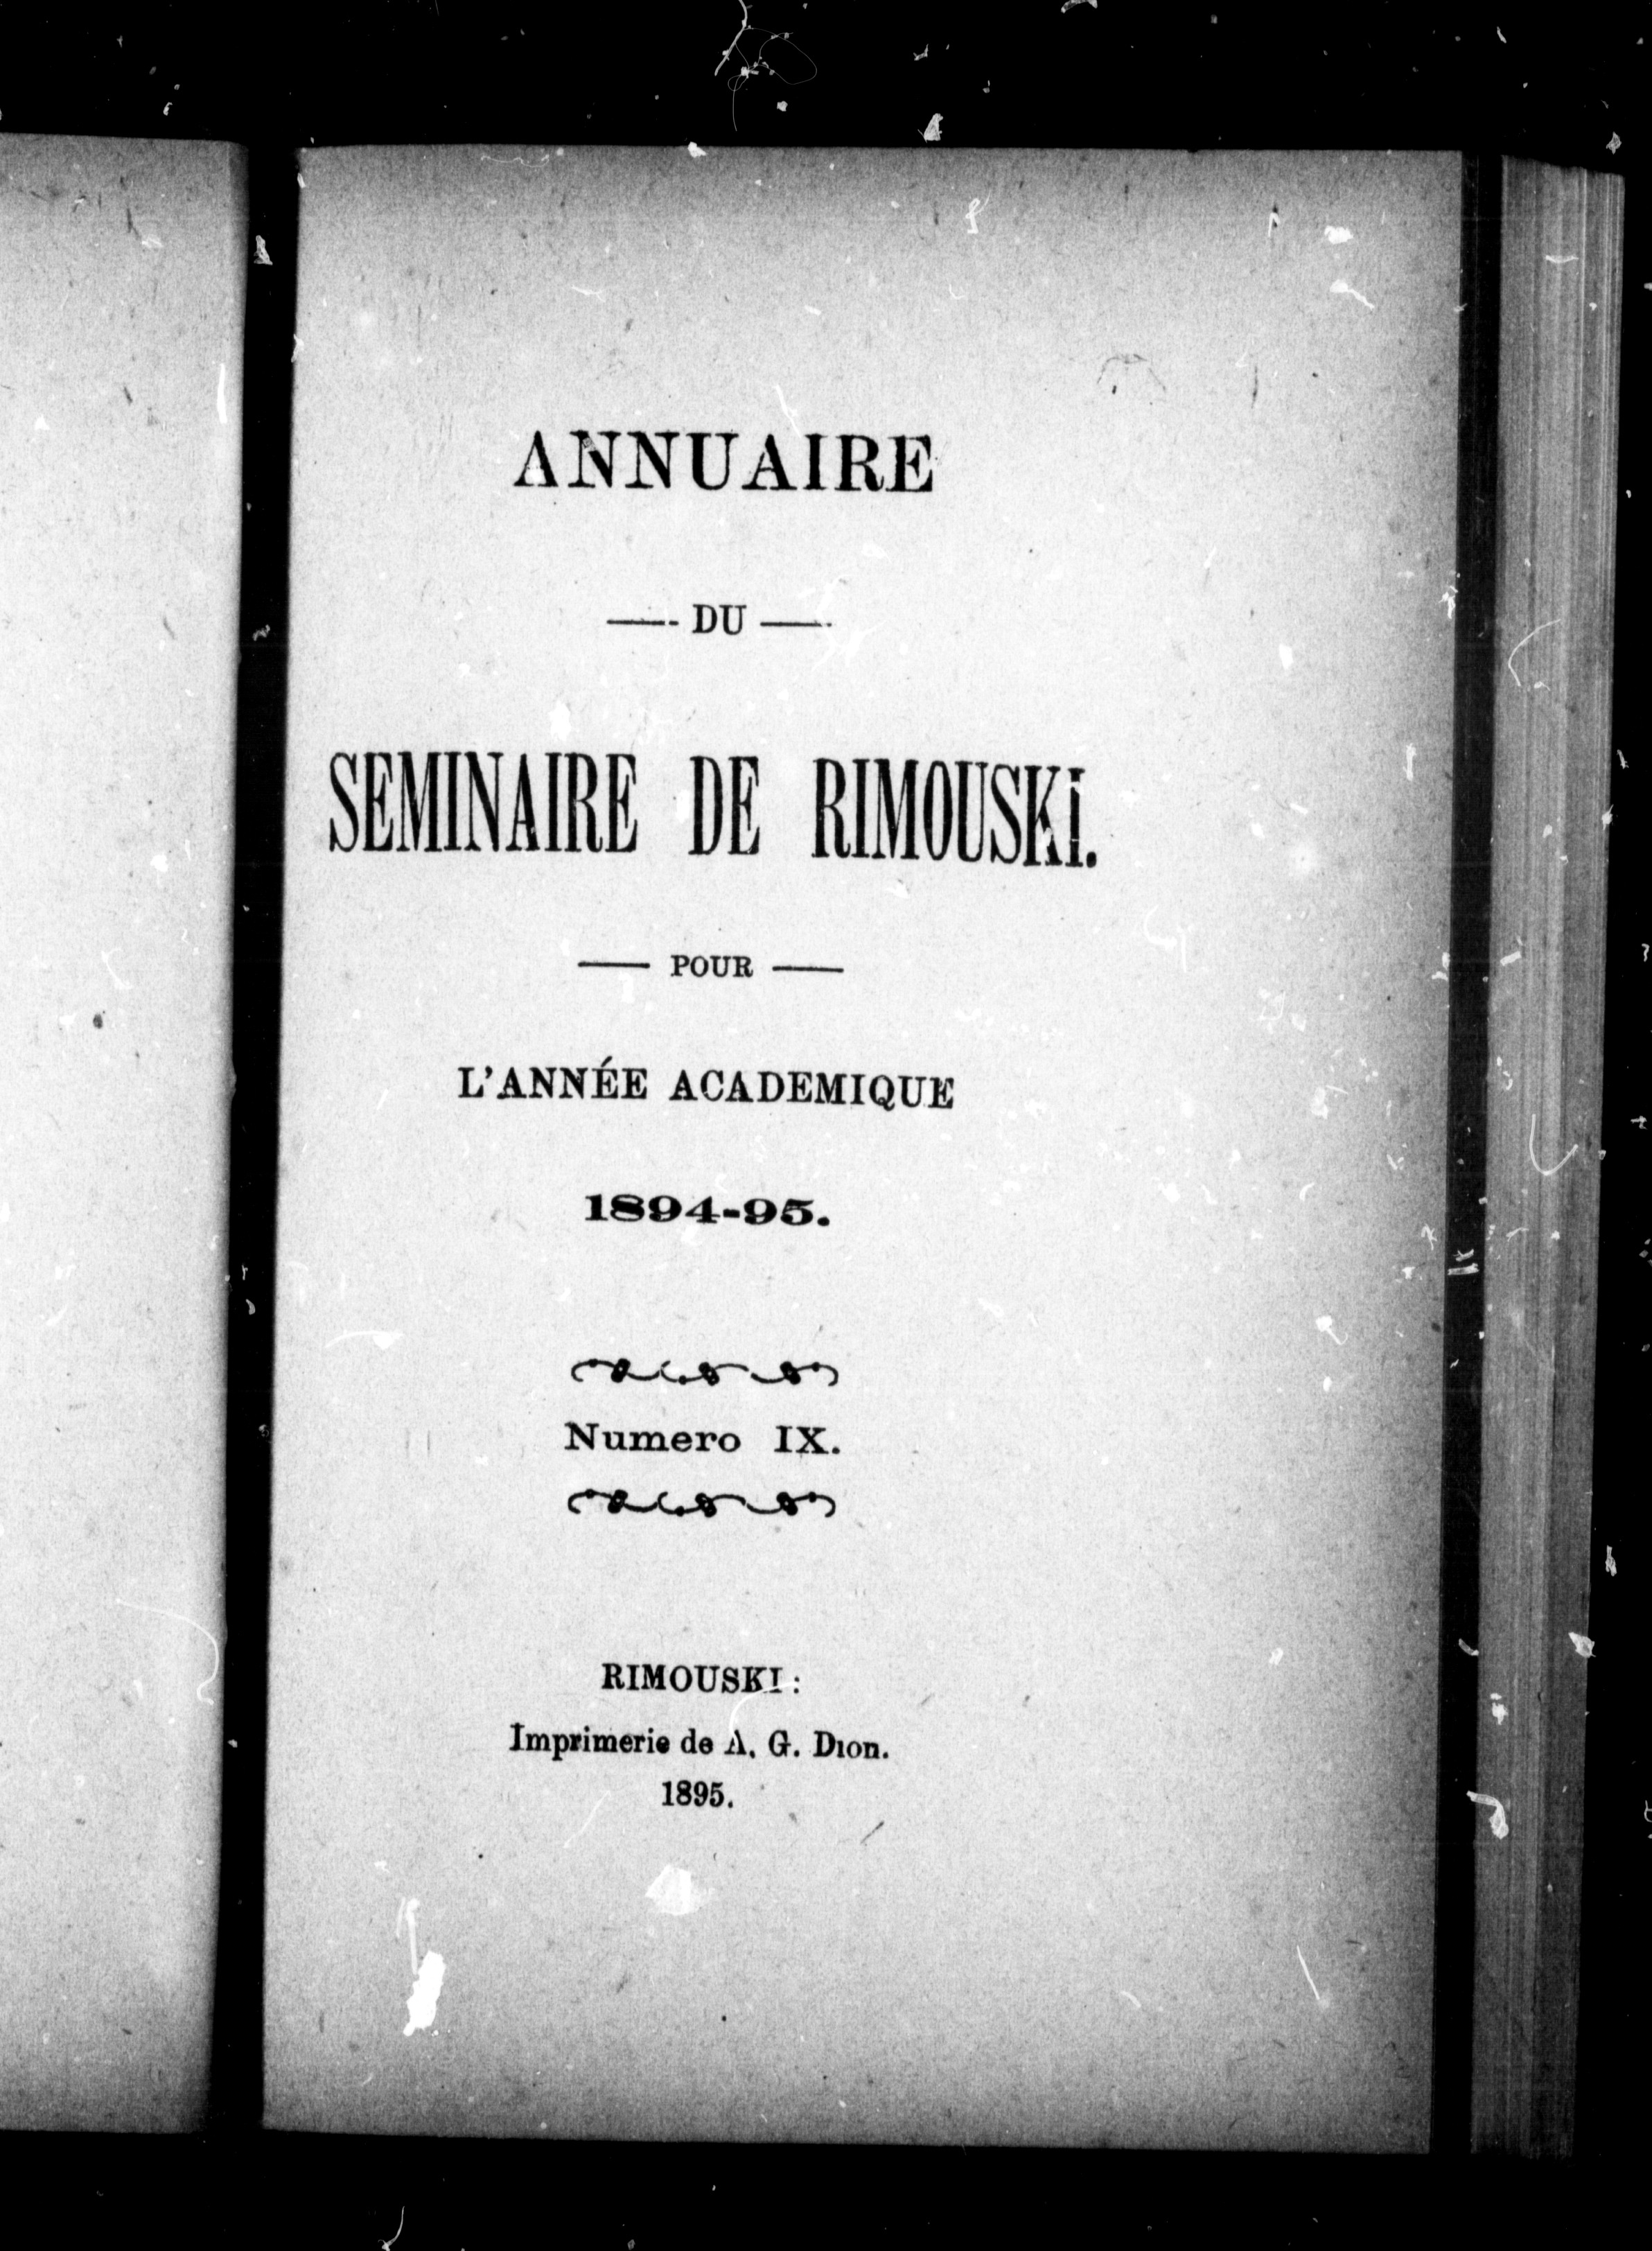 ANNUAIRE
—- DU —
SEMINAIRE DE RIMOUSKI.
— POUR —
L'ANNÉE ACADEMIQUE
1894-95.
Numero IX.
RIMOUSKI:
Imprimerie de A. G. Dion.
1895.